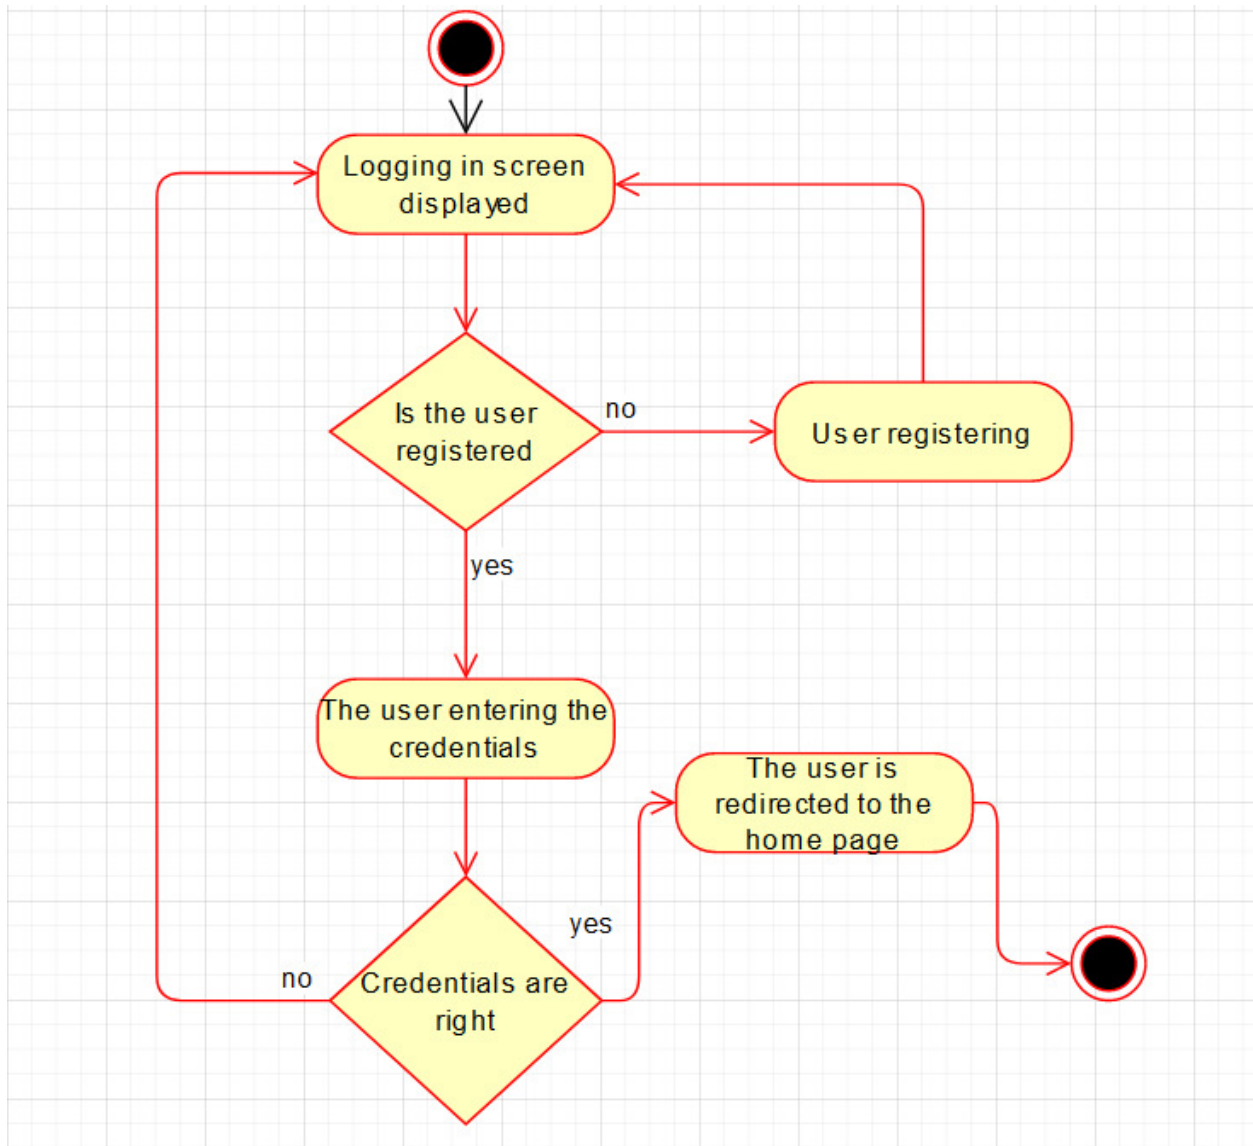 Logging in screen
displayed
Is the user
registered
no
User registering
yes
The user entering the
credentials
The user is
redirected to the
home page
yes
no
Credentials are
right